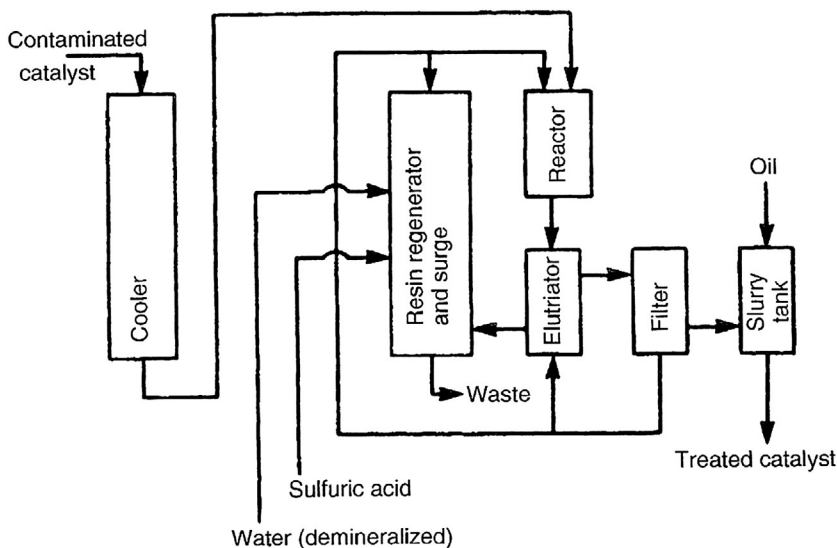 Contaminated
catalyst
Cooler
Resin regenerator
and surge
Reactor
Elutriator
Filter
Oil
Slurry
tank
Waste
Treated catalyst
Sulfuric acid
Water (demineralized)